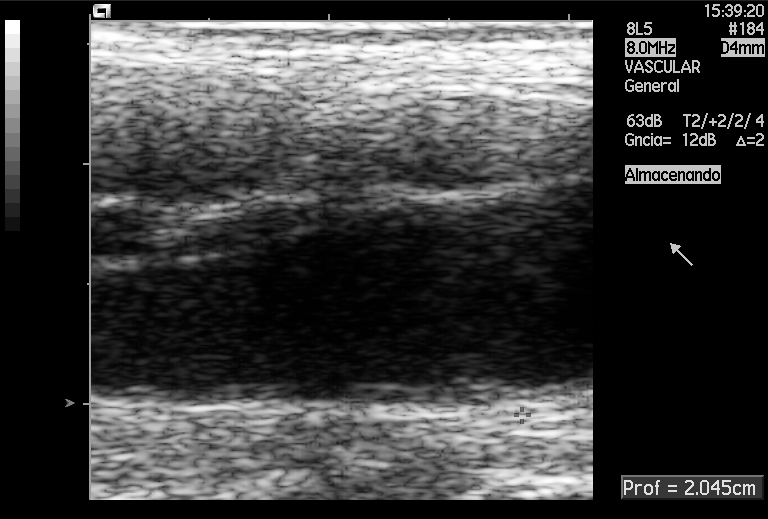 15:39:20
8L5 #184
8.0MHz 04mm
VASCULAR
General
63dB T2/+2/2/ 4
Gncia= 12dB Δ=2
Almacenando
Prof = 2.045cm